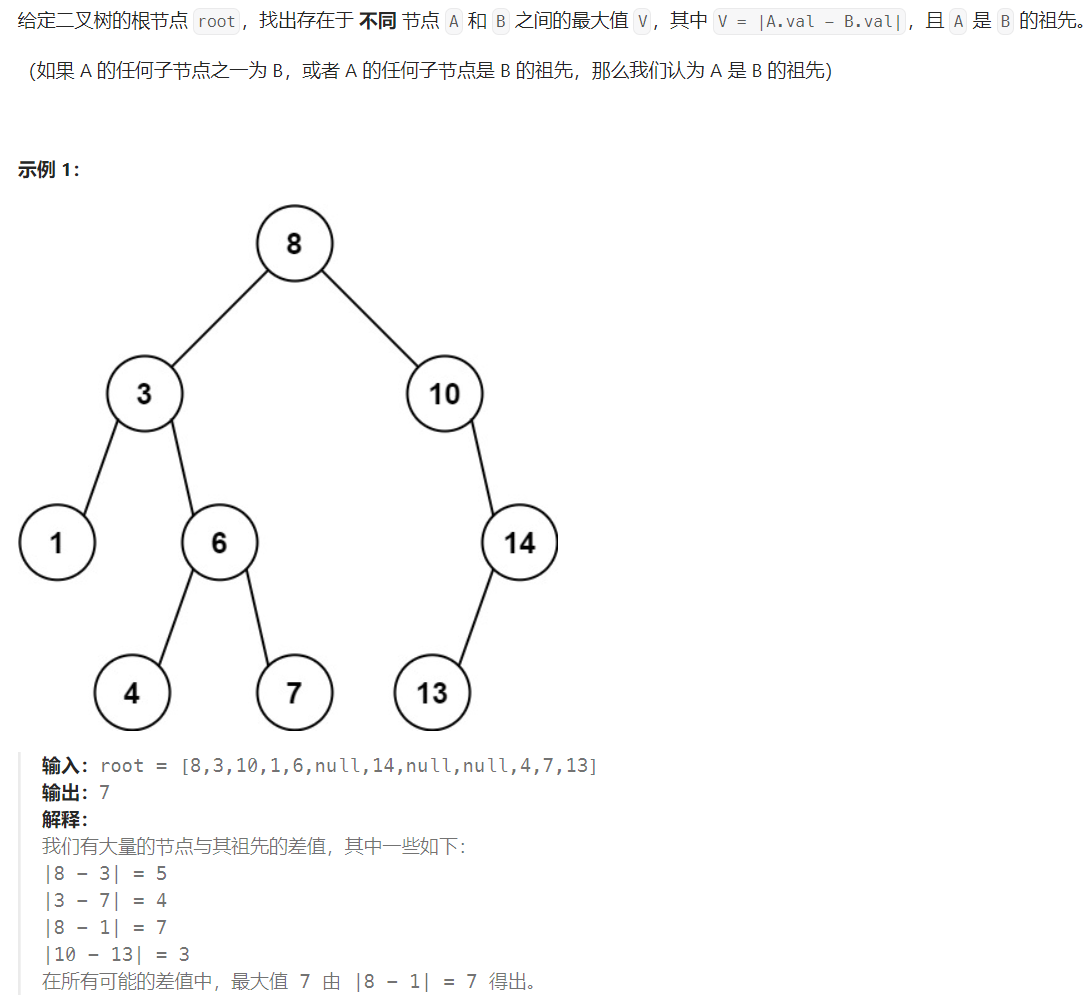 给定二叉树的根节点 root，找出存在于 不同 节点 A 和 B 之间的最大值 V，其中 V = |A.val - B.val|，且 A 是 B 的祖先。
（如果 A 的任何子节点之一为 B，或者 A 的任何子节点是 B 的祖先，那么我们认为 A 是 B 的祖先）
示例 1：
8
3 10
1 6 14
4 7 13
输入：root = [8,3,10,1,6,null,14,null,null,4,7,13]
输出：7
解释：
我们有大量的节点与其祖先的差值，其中一些如下：
|8 - 3| = 5
|3 - 7| = 4
|8 - 1| = 7
|10 - 13| = 3
在所有可能的差值中，最大值 7 由 |8 - 1| = 7 得出。